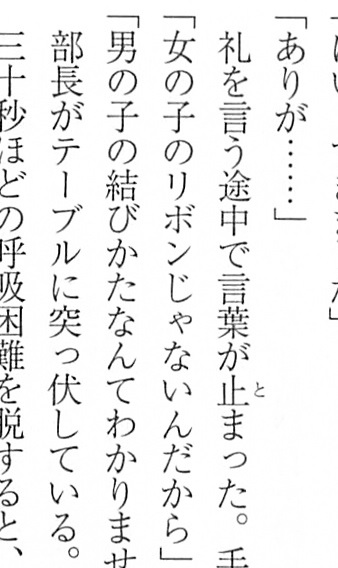 「ありが……」
礼を言う途中で言葉が止まった。手
「女の子のリボンじゃないんだから」
「男の子の結びかたなんてわかりませ
部長がテーブルに突っ伏している。
三十秒ほどの呼吸困難を脱すると、